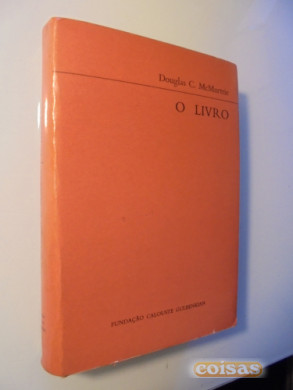 Douglas C. McMurtrie
O LIVRO
FUNDAÇÃO CALOUSTE GULBENKIAN
coisas